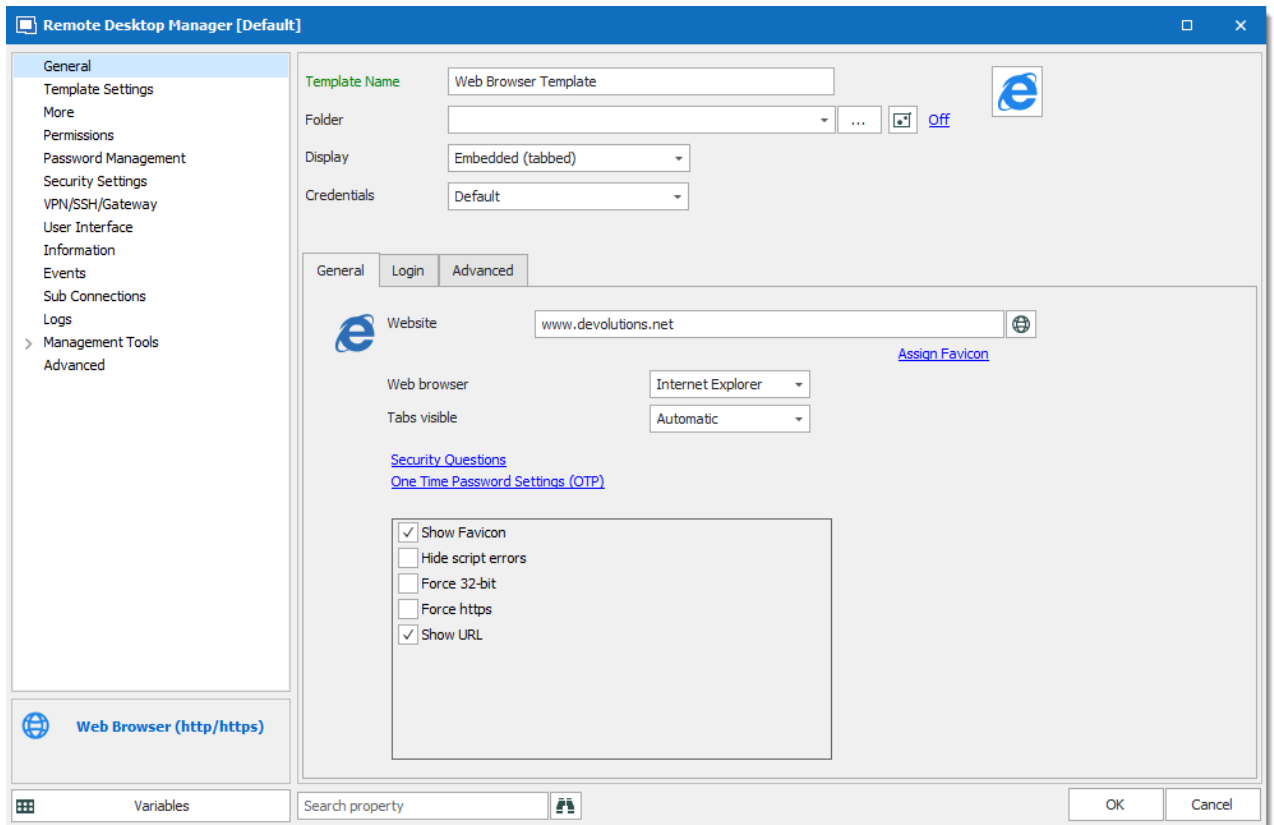 Remote Desktop Manager [Default]
General
Template Settings
More
Permissions
Password Management
Security Settings
VPN/SSH/Gateway
User Interface
Information
Events
Sub Connections
Logs
Management Tools
Advanced
Web Browser (http/https)
Variables
Template Name Web Browser Template
Folder ... Off
Display Embedded (tabbed)
Credentials Default
General Login Advanced
Website www.devolutions.net
Assign Favicon
Web browser Internet Explorer
Tabs visible Automatic
Security Questions
One Time Password Settings (OTP)
Show Favicon
Hide script errors
Force 32-bit
Force https
Show URL
Search property
OK Cancel